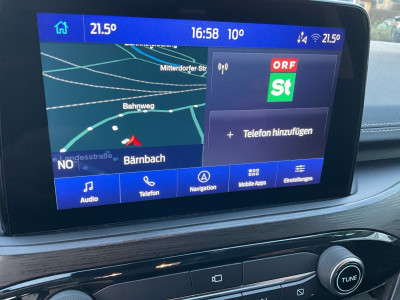 21.5°
16:58
10°
21.5°
Mitterdorfer Str
Bahnweg
Landesstraße
NO
Bärnbach
ORF
St
+ Telefon hinzufügen
Audio
Telefon
Navigation
Mobile Apps
Einstellungen
TUNE